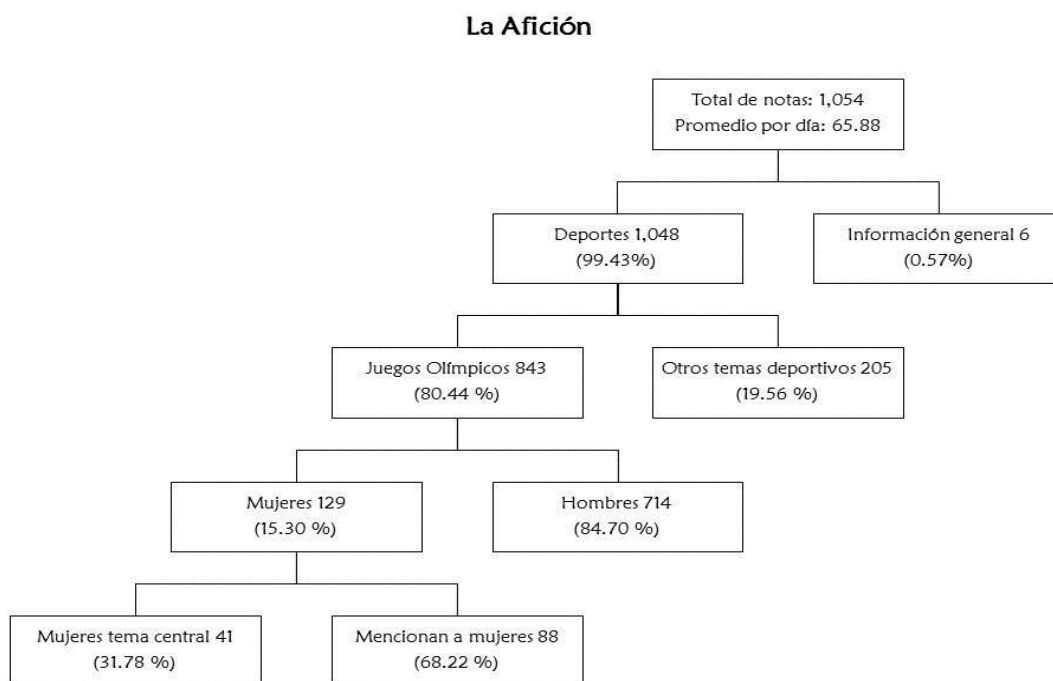 La Afición
Total de notas: 1,054
Promedio por día: 65.88
Deportes 1,048
(99.43%)
Información general 6
(0.57%)
Juegos Olímpicos 843
(80.44 %)
Otros temas deportivos 205
(19.56 %)
Mujeres 129
(15.30 %)
Hombres 714
(84.70 %)
Mujeres tema central 41
(31.78 %)
Mencionan a mujeres 88
(68.22 %)